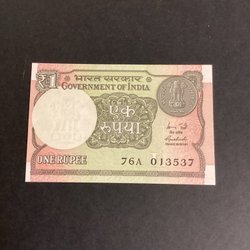 ₹1 भारत सरकार
GOVERNMENT OF INDIA
एक
रुपया
ONE RUPEE
76A 013537